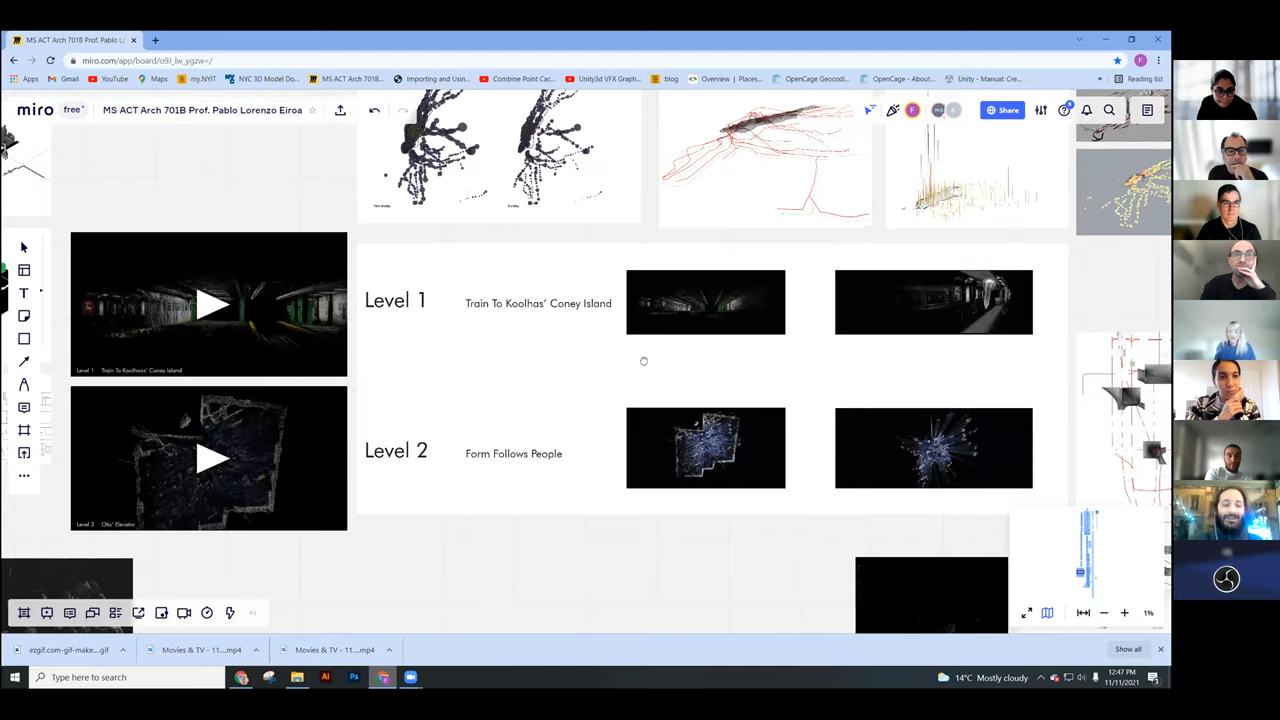 MS ACT Arch 701B Prof. Pablo Lo
miro.com/app/board/o9J_lw_ygzw=/
Apps
Gmail
YouTube
Maps
my.NYIT
NYC 3D Model Do...
MS ACT Arch 701B...
Importing and Usin...
Combine Point Cac...
Unity3d VFX Graph...
blog
Overview | Places...
OpenCage Geocodi...
OpenCage - About...
Unity - Manual: Cre...
Reading list
miro
free
MS ACT Arch 701B Prof. Pablo Lorenzo Eiroa
F
MA
K
Share
Level 1 Train To Koolhaas' Coney Island
Level 3 Otis' Elevator
Level 1
Train To Koolhas' Coney Island
Level 2
Form Follows People
1%
ezgif.com-gif-make....gif
Movies & TV - 11....mp4
Movies & TV - 11....mp4
Show all
Type here to search
Ai
Ps
14°C Mostly cloudy
12:47 PM
11/11/2021